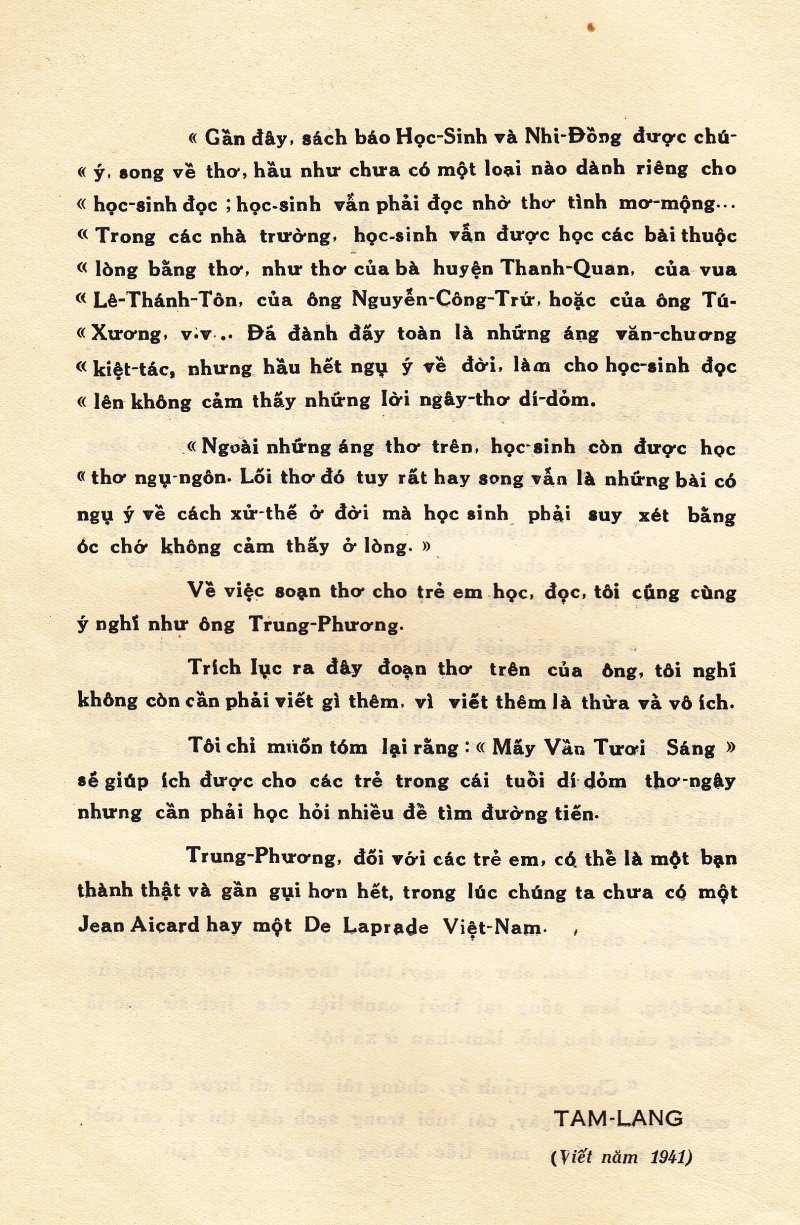 « Gần đây, sách báo Học-Sinh và Nhi-Đồng được chú-
« ý, song về thơ, hầu như chưa có một loại nào dành riêng cho
« học-sinh đọc ; học-sinh vẫn phải đọc nhờ thơ tình mơ-mộng...
« Trong các nhà trường, học-sinh vẫn được học các bài thuộc
« lòng bằng thơ, như thơ của bà huyện Thanh-Quan, của vua
« Lê-Thánh-Tôn, của ông Nguyễn-Công-Trứ, hoặc của ông Tú-
« Xương, v.v... Đã đành đấy toàn là những áng văn-chương
« kiệt-tác, nhưng hầu hết ngụ ý về đời, làm cho học-sinh đọc
« lên không cảm thấy những lời ngây-thơ dí-dỏm.
« Ngoài những áng thơ trên, học-sinh còn được học
« thơ ngụ-ngôn. Lối thơ đó tuy rất hay song vẫn là những bài có
ngụ ý về cách xử-thế ở đời mà học sinh phải suy xét bằng
óc chớ không cảm thấy ở lòng. »
Về việc soạn thơ cho trẻ em học, đọc, tôi cũng cùng
ý nghĩ như ông Trung-Phương.
Trích lục ra đây đoạn thơ trên của ông, tôi nghĩ
không còn cần phải viết gì thêm, vì viết thêm là thừa và vô ích.
Tôi chỉ muốn tóm lại rằng : « Mấy Vần Tươi Sáng »
sẽ giúp ích được cho các trẻ trong cái tuổi dí dỏm thơ-ngây
nhưng cần phải học hỏi nhiều để tìm đường tiến.
Trung-Phương, đối với các trẻ em, có thể là một bạn
thành thật và gần gụi hơn hết, trong lúc chúng ta chưa có một
Jean Aicard hay một De Laprade Việt-Nam.
TAM-LANG
(Viết năm 1941)